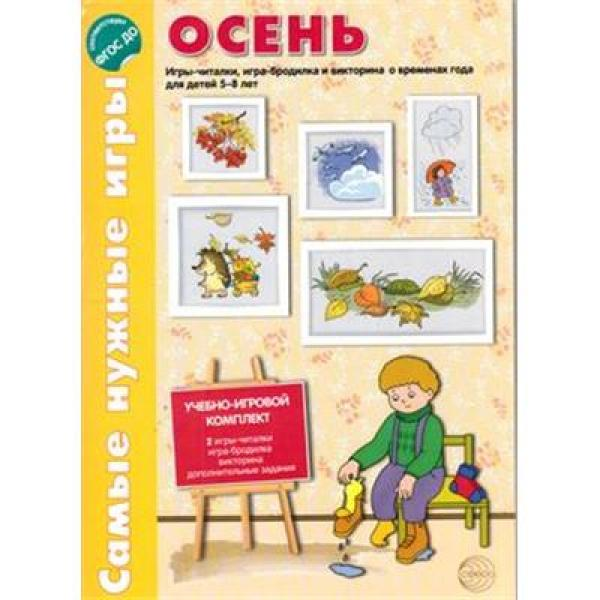 соответствует
ФГОС ДО
ОСЕНЬ
Игры-читалки, игра-бродилка и викторина о временах года
для детей 5–8 лет
Самые нужные игры
УЧЕБНО-ИГРОВОЙ
КОМПЛЕКТ
2 игры-читалки
игра-бродилка
викторина
дополнительные задания